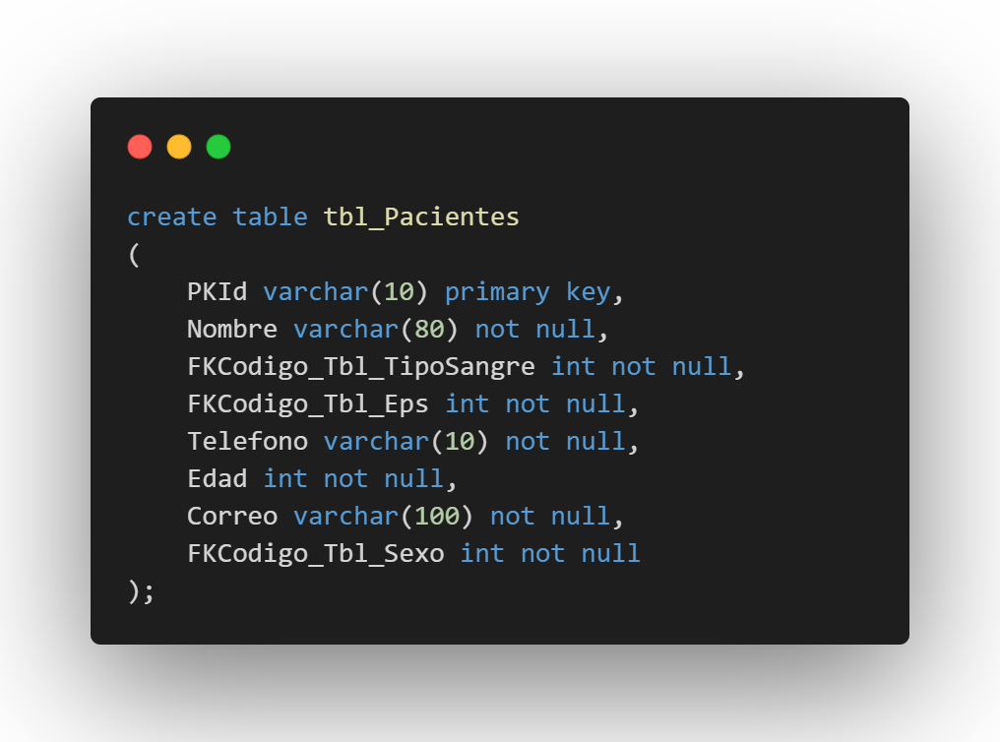 create table tbl_Pacientes
(
    PKId varchar(10) primary key,
    Nombre varchar(80) not null,
    FKCodigo_Tbl_TipoSangre int not null,
    FKCodigo_Tbl_Eps int not null,
    Telefono varchar(10) not null,
    Edad int not null,
    Correo varchar(100) not null,
    FKCodigo_Tbl_Sexo int not null
);